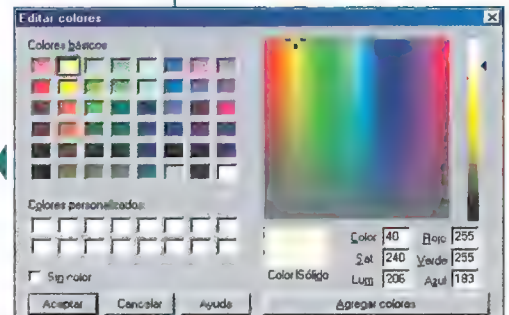 Editar colores
Colores básicos
Colores personalizados:
Sin color
Color|Sólido
Color 40 Rojo 255
Sat 240 Verde 255
Lum 206 Azul 183
Aceptar Cancelar Ayuda Agregar colores